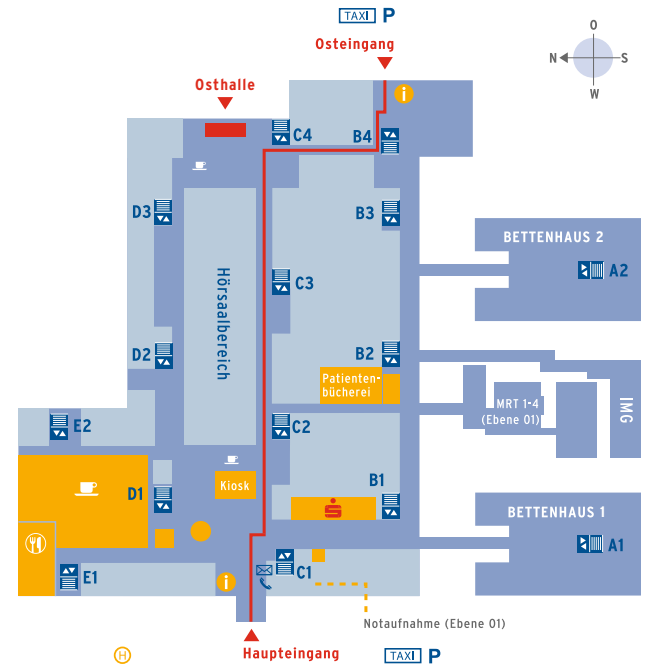 TAXI P
Osteingang
O
N S
W
Osthalle
i
C4
B4
D3
B3
BETTENHAUS 2
A2
C3
Hörsaalbereich
D2
B2
Patienten-
bücherei
MRT 1-4
(Ebene 01)
IMG
E2
C2
Kiosk
D1
B1
BETTENHAUS 1
A1
E1
i
C1
Notaufnahme (Ebene 01)
H
Haupteingang
TAXI P